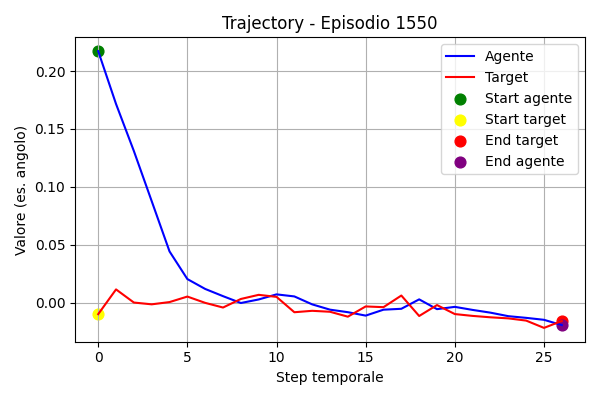 Trajectory - Episodio 1550
Valore (es. angolo)
0.20
0.15
0.10
0.05
0.00
0
5
10
15
20
25
Step temporale
Agente
Target
Start agente
Start target
End target
End agente